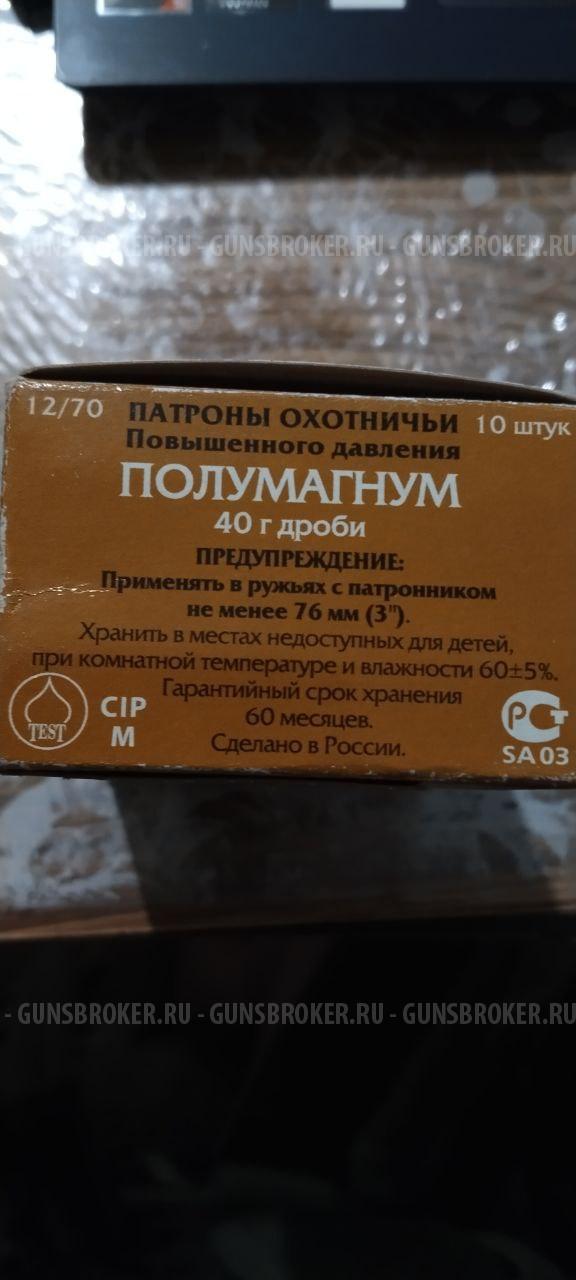 GUNSBROKER.RU - GUNSBROKER.RU - GUNSBROKER.RU
12/70 ПАТРОНЫ ОХОТНИЧЬИ 10 штук
Повышенного давления
ПОЛУМАГНУМ
40 г дроби
ПРЕДУПРЕЖДЕНИЕ:
Применять в ружьях с патронником
не менее 76 мм (3").
Хранить в местах недоступных для детей,
при комнатной температуре и влажности 60±5%.
Гарантийный срок хранения
60 месяцев.
Сделано в России.
TEST
CIP
M
РСТ
SA03
- GUNSBROKER.RU - GUNSBROKER.RU - GUNSBROKER.RU